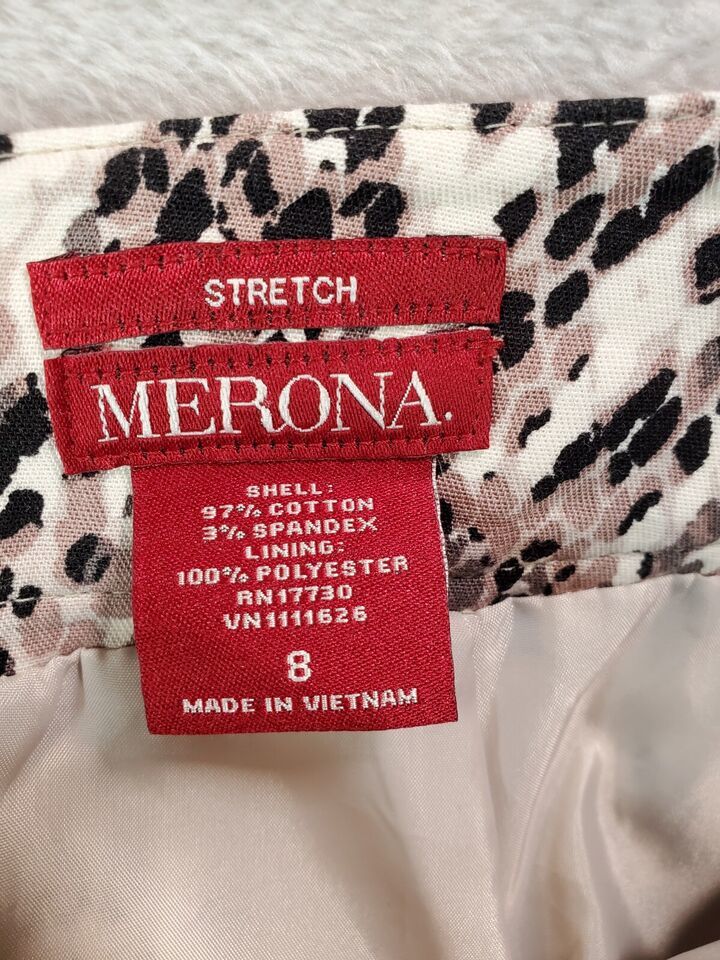 STRETCH
MERONA.
SHELL:
97% COTTON
3% SPANDEX
LINING:
100% POLYESTER
RN17730
VN1111626
8
MADE IN VIETNAM